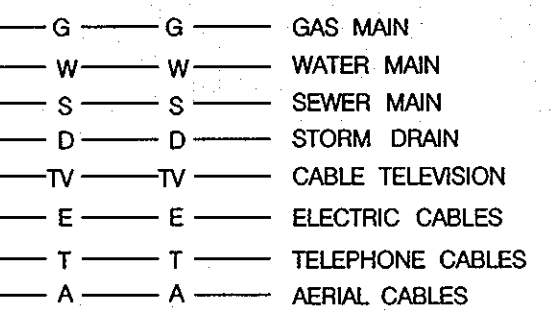 G G GAS MAIN
W W WATER MAIN
S S SEWER MAIN
D D STORM DRAIN
TV TV CABLE TELEVISION
E E ELECTRIC CABLES
T T TELEPHONE CABLES
A A AERIAL CABLES